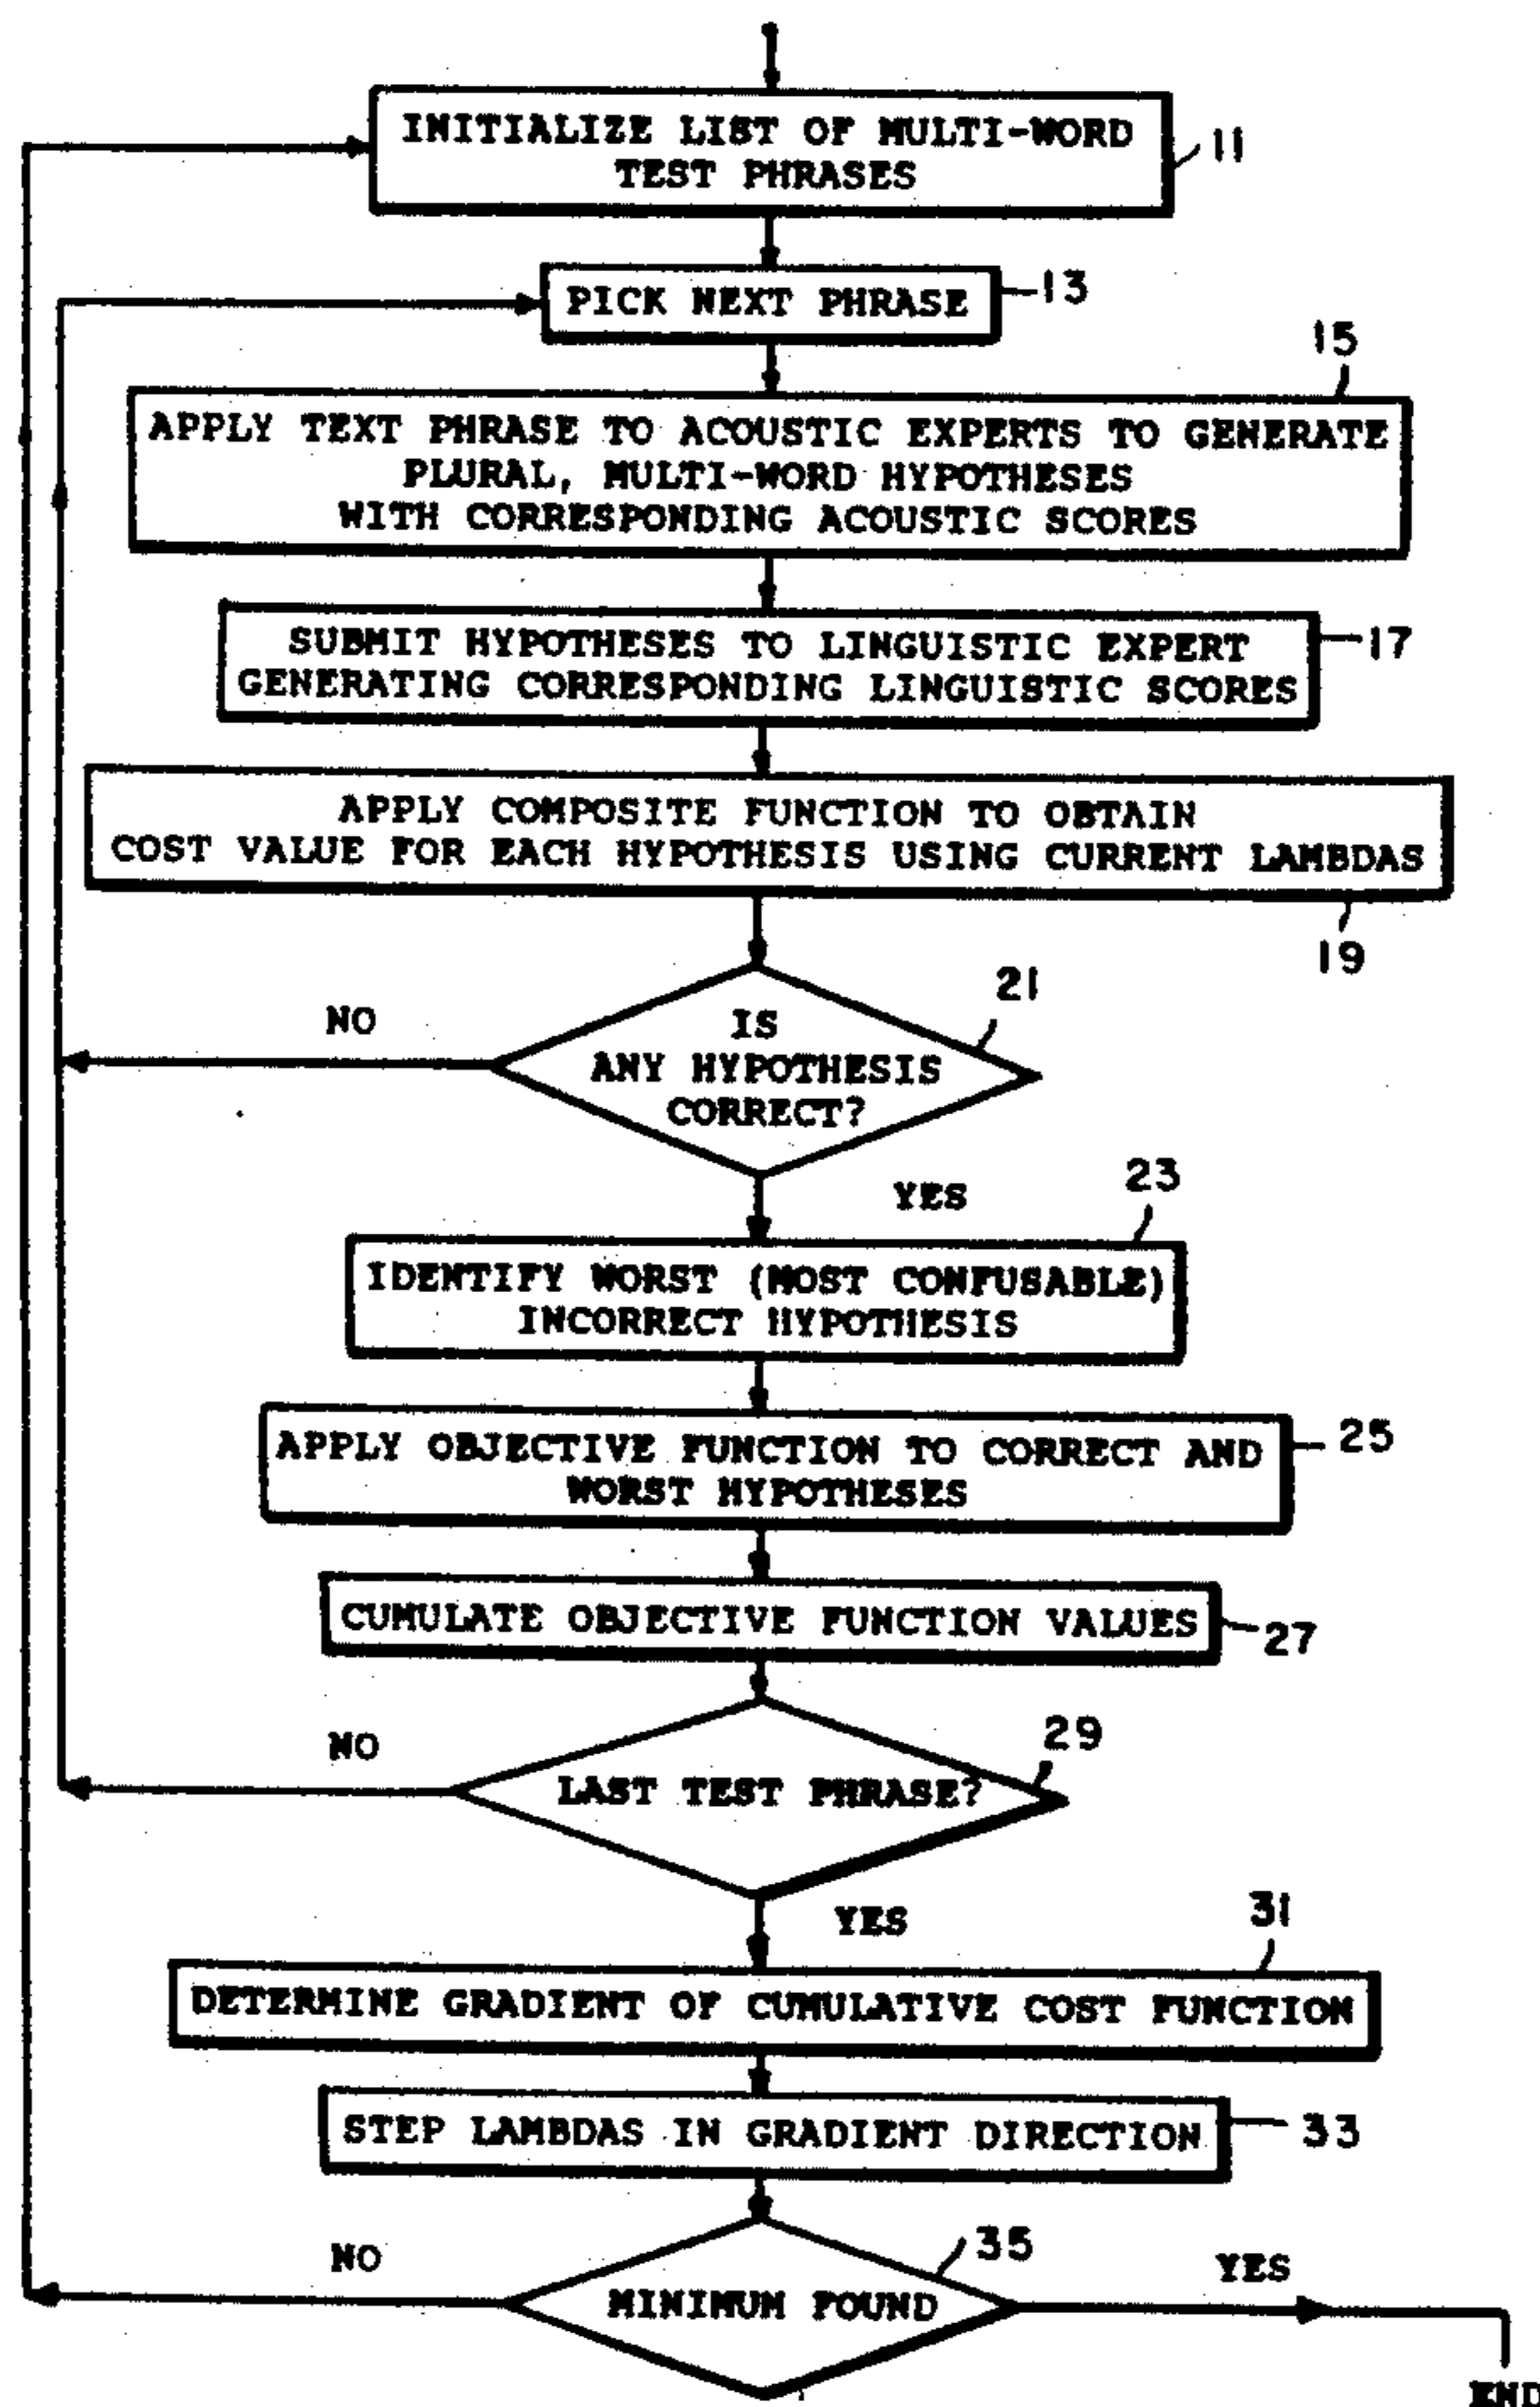 INITIALIZE LIST OF MULTI-WORD
TEST PHRASES
11
PICK NEXT PHRASE
13
15
APPLY TEXT PHRASE TO ACOUSTIC EXPERTS TO GENERATE
PLURAL, MULTI-WORD HYPOTHESES
WITH CORRESPONDING ACOUSTIC SCORES
SUBMIT HYPOTHESES TO LINGUISTIC EXPERT
GENERATING CORRESPONDING LINGUISTIC SCORES
17
APPLY COMPOSITE FUNCTION TO OBTAIN
COST VALUE FOR EACH HYPOTHESIS USING CURRENT LAMBDAS
19
21
NO
IS
ANY HYPOTHESIS
CORRECT?
YES
23
IDENTIFY WORST (MOST CONFUSABLE)
INCORRECT HYPOTHESIS
APPLY OBJECTIVE FUNCTION TO CORRECT AND
WORST HYPOTHESES
25
CUMULATE OBJECTIVE FUNCTION VALUES
27
NO
29
LAST TEST PHRASE?
YES
31
DETERMINE GRADIENT OF CUMULATIVE COST FUNCTION
STEP LAMBDAS IN GRADIENT DIRECTION
33
NO
35
YES
MINIMUM FOUND
END